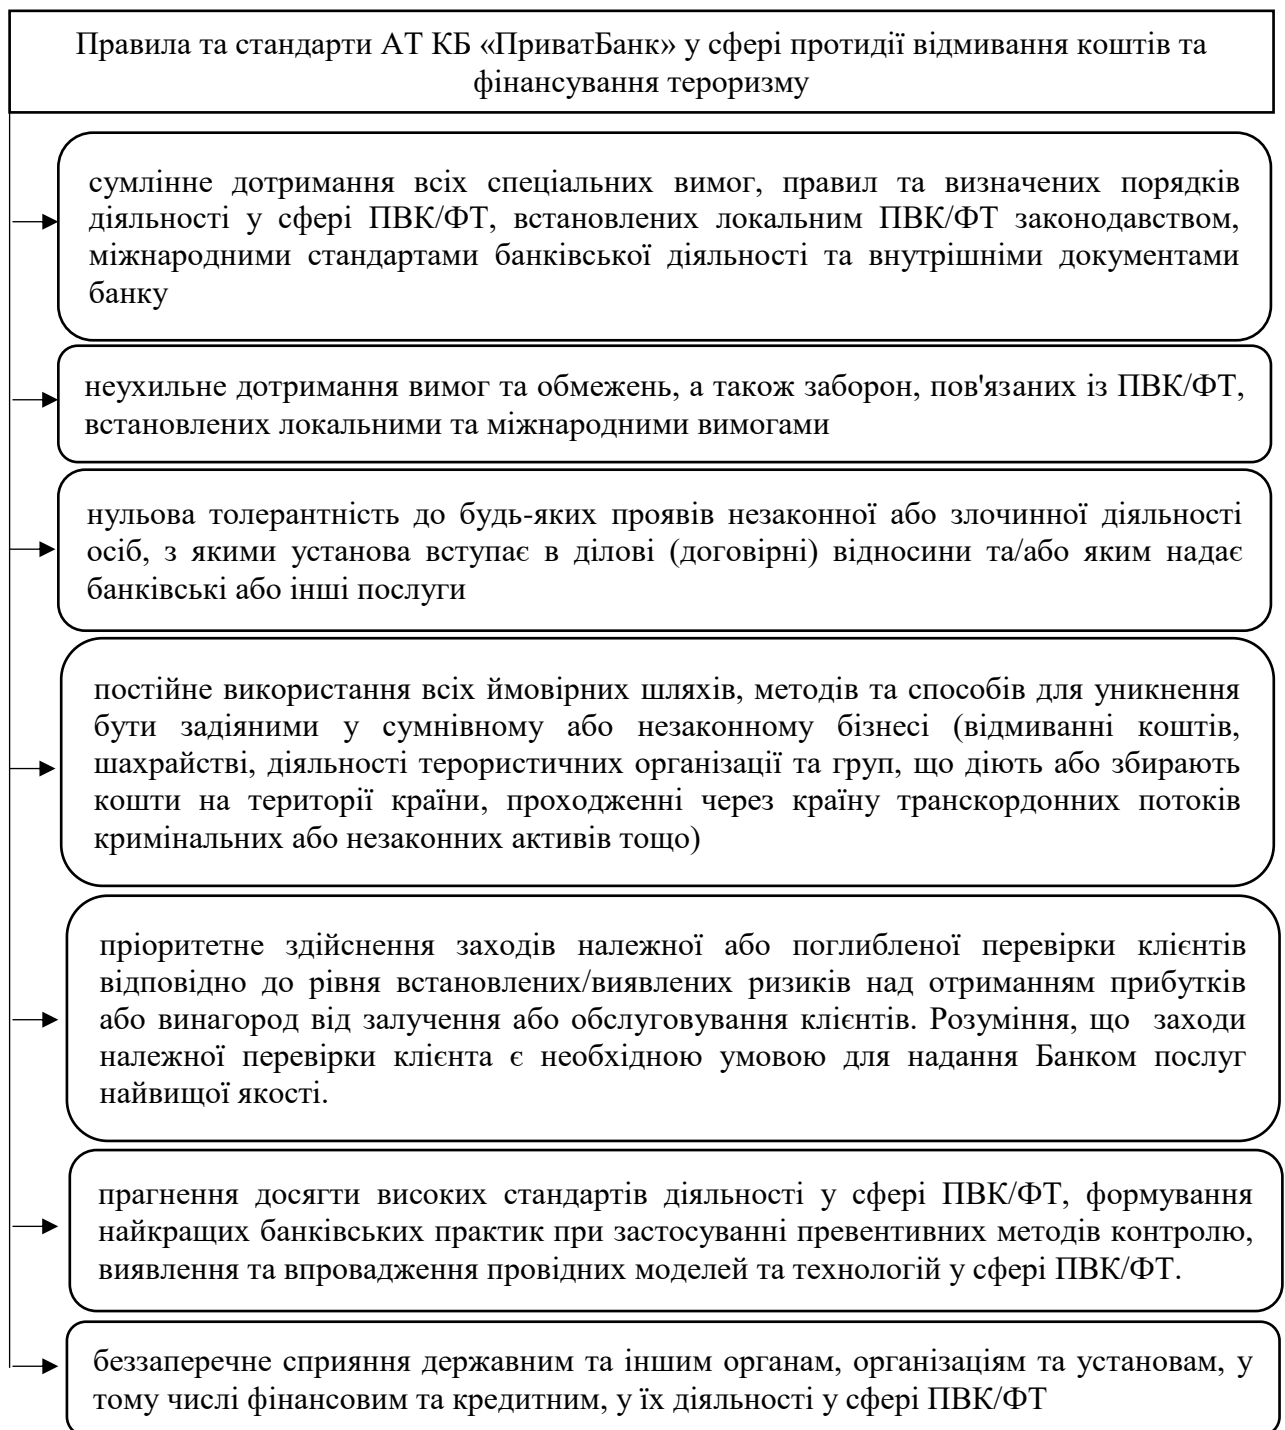 Правила та стандарти АТ КБ «ПриватБанк» у сфері протидії відмивання коштів та
фінансування тероризму
сумлінне дотримання всіх спеціальних вимог, правил та визначених порядків
діяльності у сфері ПВК/ФТ, встановлених локальним ПВК/ФТ законодавством,
міжнародними стандартами банківської діяльності та внутрішніми документами
банку
неухильне дотримання вимог та обмежень, а також заборон, пов'язаних із ПВК/ФТ,
встановлених локальними та міжнародними вимогами
нульова толерантність до будь-яких проявів незаконної або злочинної діяльності
осіб, з якими установа вступає в ділові (договірні) відносини та/або яким надає
банківські або інші послуги
постійне використання всіх ймовірних шляхів, методів та способів для уникнення
бути задіяними у сумнівному або незаконному бізнесі (відмиванні коштів,
шахрайстві, діяльності терористичних організації та груп, що діють або збирають
кошти на території країни, проходженні через країну транскордонних потоків
кримінальних або незаконних активів тощо)
пріоритетне здійснення заходів належної або поглибленої перевірки клієнтів
відповідно до рівня встановлених/виявлених ризиків над отриманням прибутків
або винагород від залучення або обслуговування клієнтів. Розуміння, що заходи
належної перевірки клієнта є необхідною умовою для надання Банком послуг
найвищої якості.
прагнення досягти високих стандартів діяльності у сфері ПВК/ФТ, формування
найкращих банківських практик при застосуванні превентивних методів контролю,
виявлення та впровадження провідних моделей та технологій у сфері ПВК/ФТ.
беззаперечне сприяння державним та іншим органам, організаціям та установам, у
тому числі фінансовим та кредитним, у їх діяльності у сфері ПВК/ФТ